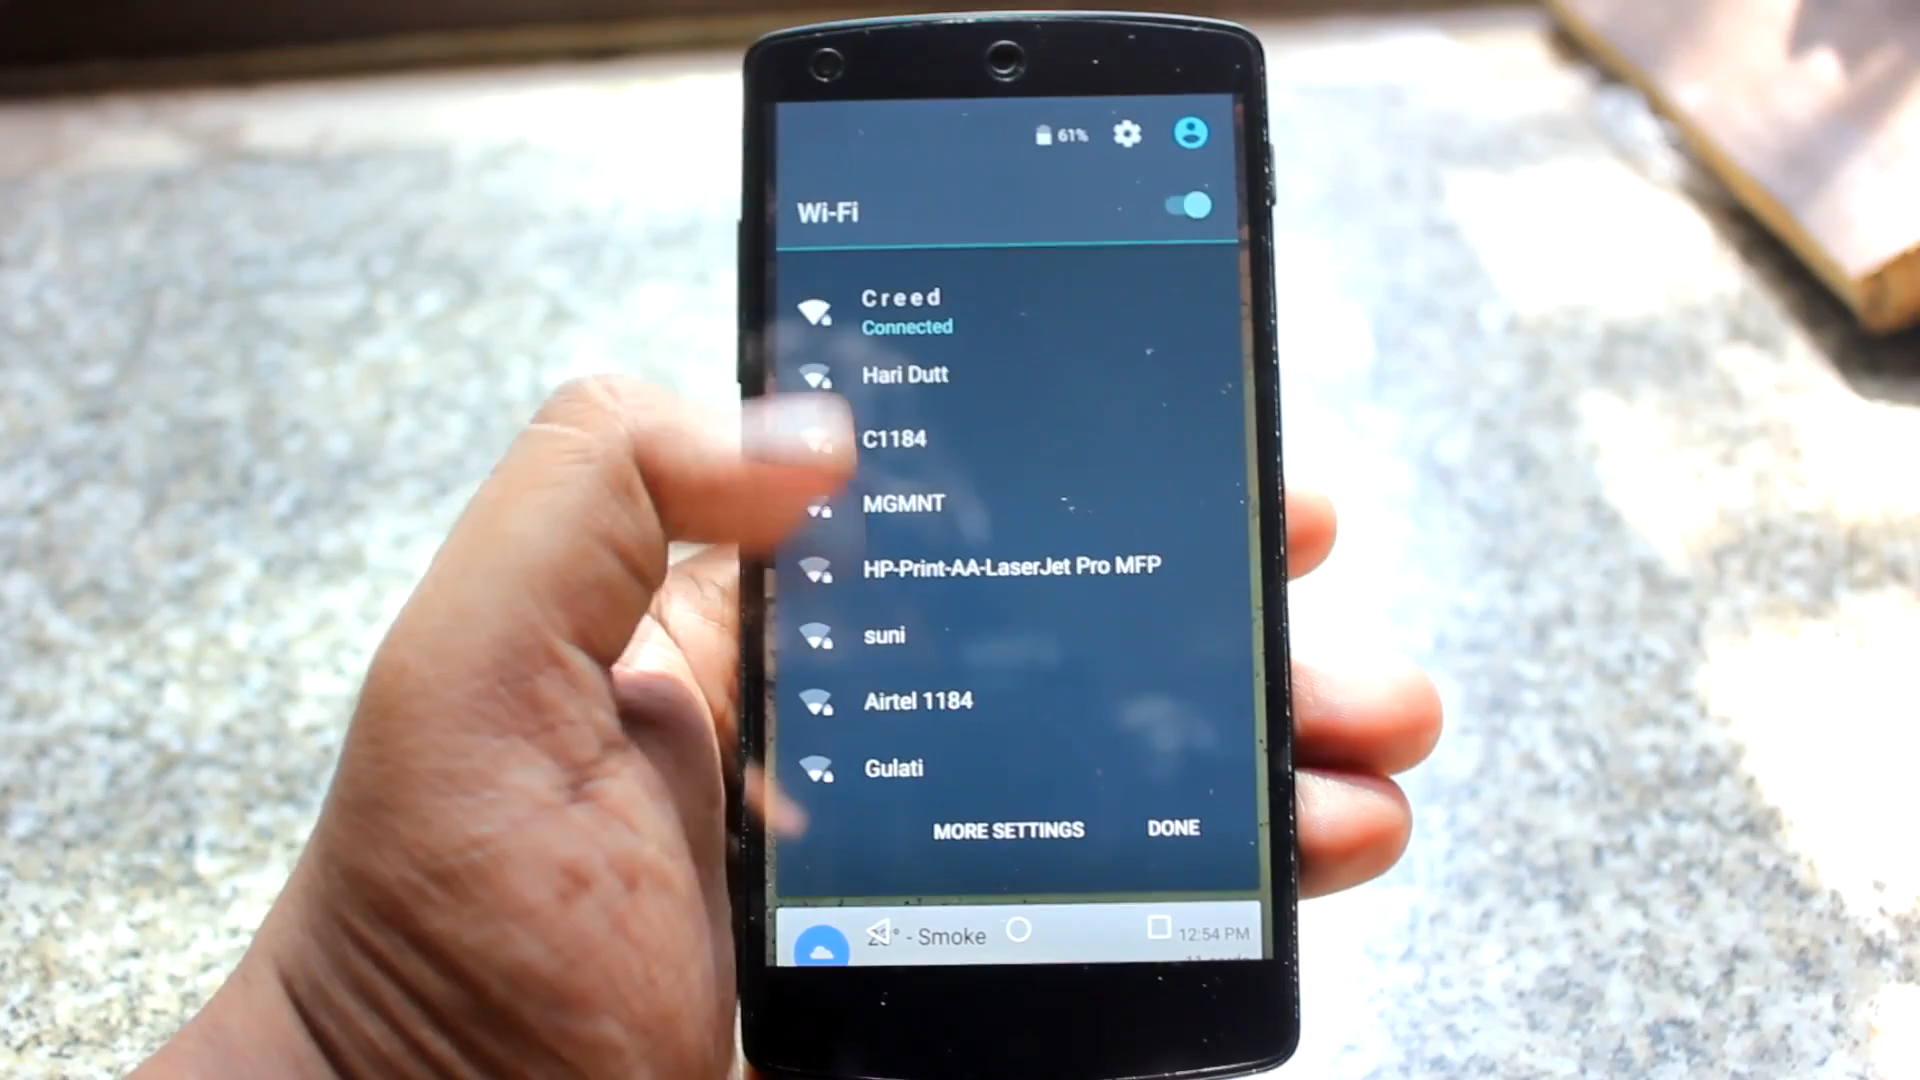 61%
Wi-Fi
Creed
Connected
Hari Dutt
C1184
MGMNT
HP-Print-AA-LaserJet Pro MFP
suni
Airtel 1184
Gulati
MORE SETTINGS DONE
- Smoke 12:54 PM